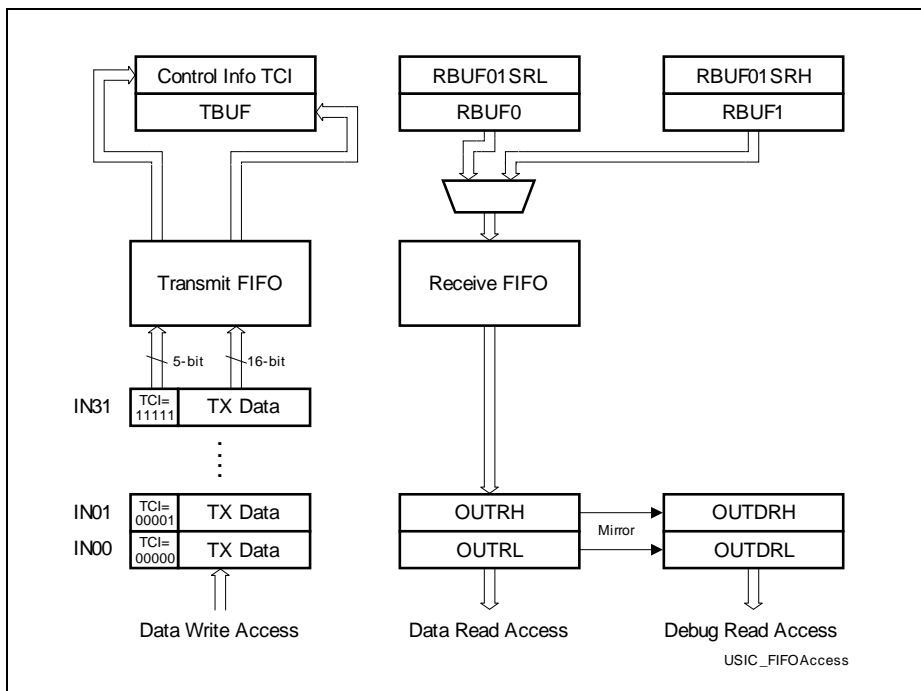 Control Info TCI
TBUF
RBUF01SRL
RBUF0
RBUF01SRH
RBUF1
Transmit FIFO
Receive FIFO
5-bit
16-bit
IN31
TCI=
11111
TX Data
IN01
TCI=
00001
TX Data
IN00
TCI=
00000
TX Data
OUTRH
OUTRL
Mirror
OUTDRH
OUTDRL
Data Write Access
Data Read Access
Debug Read Access
USIC_FIFOAccess